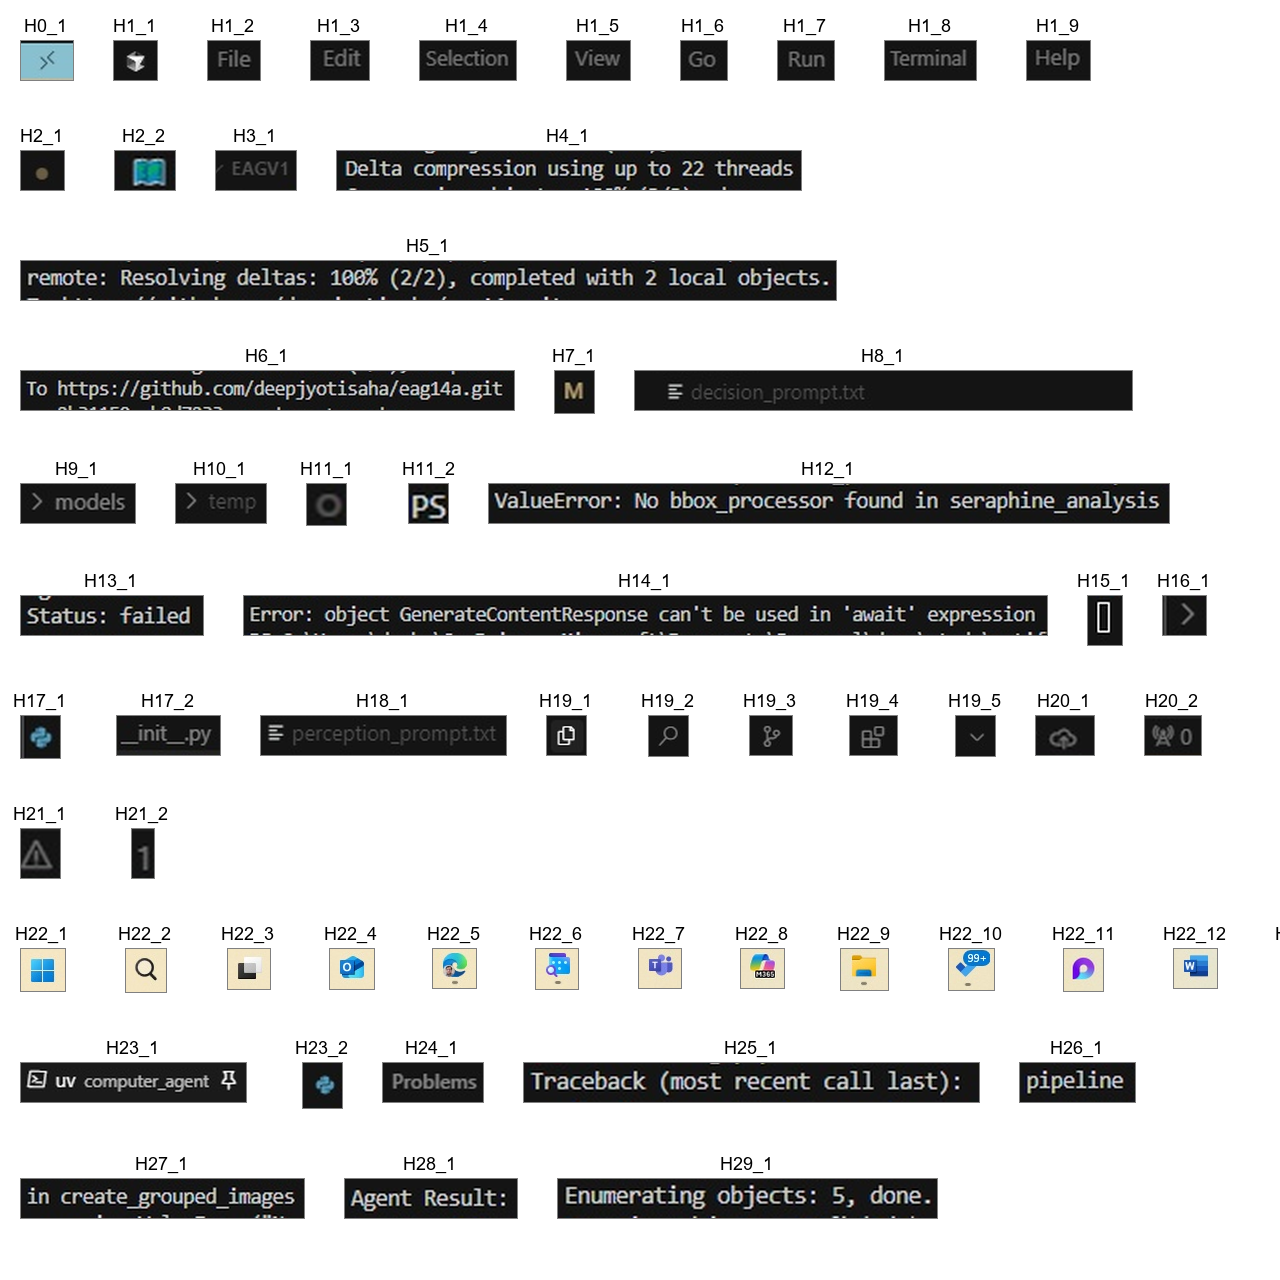 H0_1 H1_1 H1_2 H1_3 H1_4 H1_5 H1_6 H1_7 H1_8 H1_9
File Edit Selection View Go Run Terminal Help
H2_1 H2_2 H3_1 H4_1
EAGV1 Delta compression using up to 22 threads
H5_1
remote: Resolving deltas: 100% (2/2), completed with 2 local objects.
H6_1 H7_1 H8_1
To https://github.com/deepjyotisaha/eag14a.git M decision_prompt.txt
H9_1 H10_1 H11_1 H11_2 H12_1
> models > temp PS ValueError: No bbox_processor found in seraphine_analysis
H13_1 H14_1 H15_1 H16_1
Status: failed Error: object GenerateContentResponse can't be used in 'await' expression
H17_1 H17_2 H18_1 H19_1 H19_2 H19_3 H19_4 H19_5 H20_1 H20_2
__init__.py perception_prompt.txt 0
H21_1 H21_2
1
H22_1 H22_2 H22_3 H22_4 H22_5 H22_6 H22_7 H22_8 H22_9 H22_10 H22_11 H22_12
M365 99+ W
H23_1 H23_2 H24_1 H25_1 H26_1
uv computer_agent Problems Traceback (most recent call last): pipeline
H27_1 H28_1 H29_1
in create_grouped_images Agent Result: Enumerating objects: 5, done.